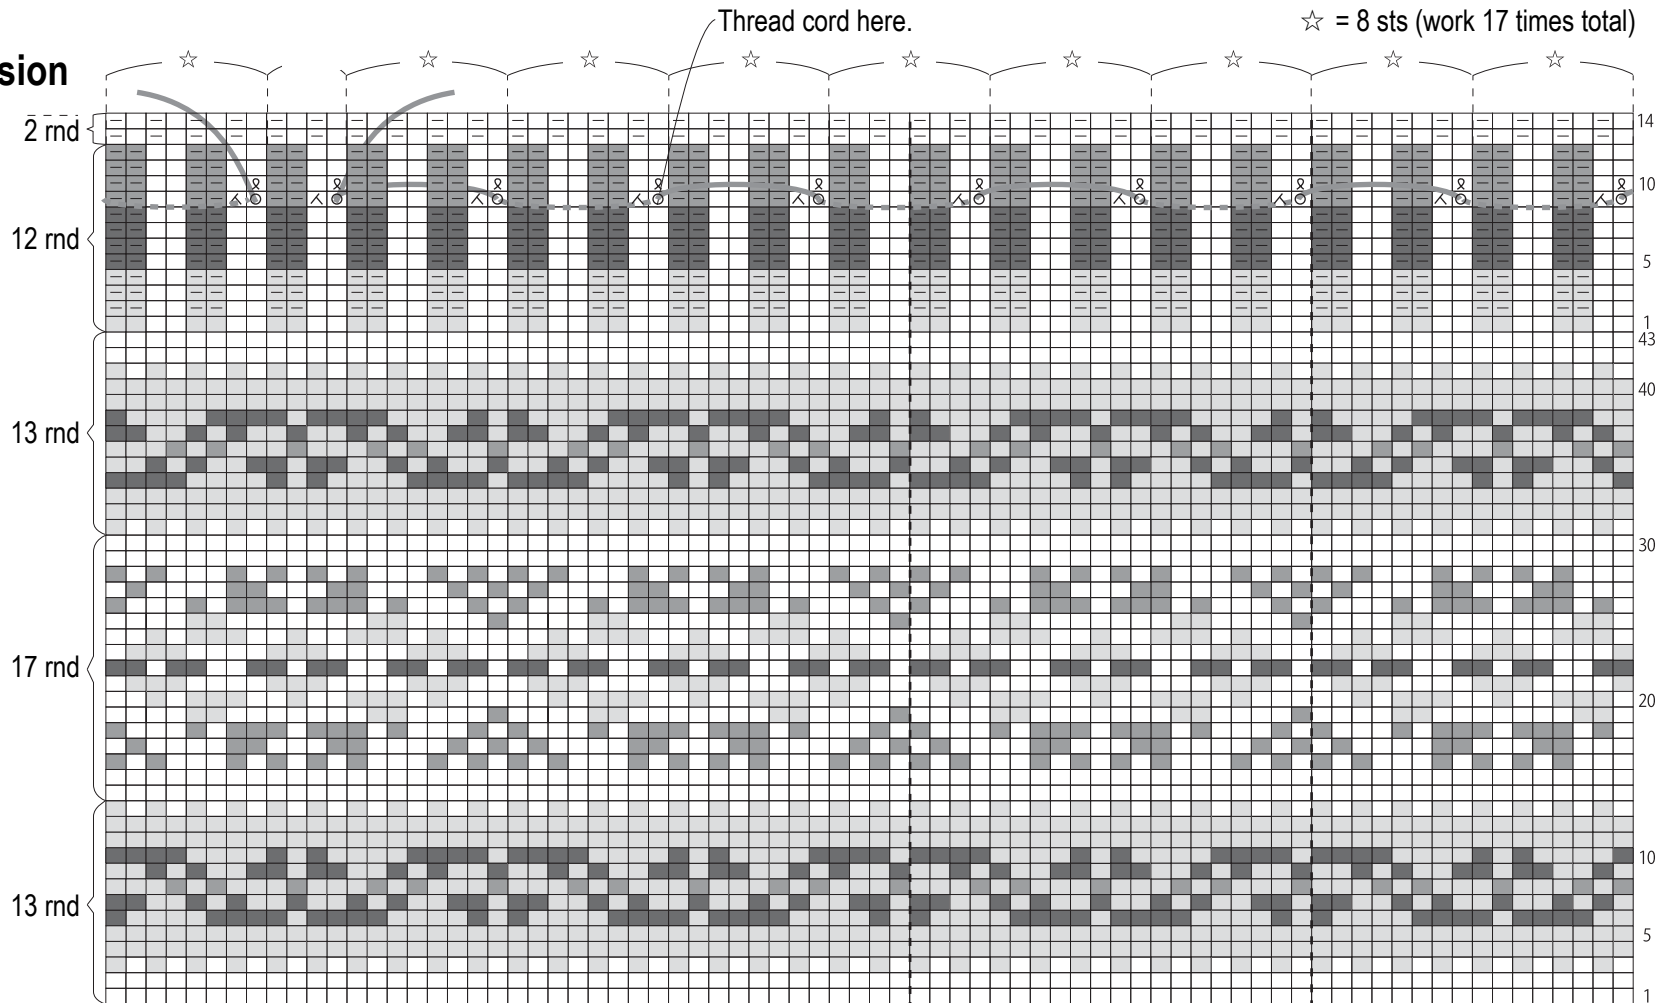 Thread cord here.
☆ = 8 sts (work 17 times total)
sion
☆ ☆ ☆ ☆ ☆ ☆ ☆ ☆ ☆
2 rnd
14
10
12 rnd
5
1
43
40
13 rnd
30
17 rnd
20
10
13 rnd
5
1